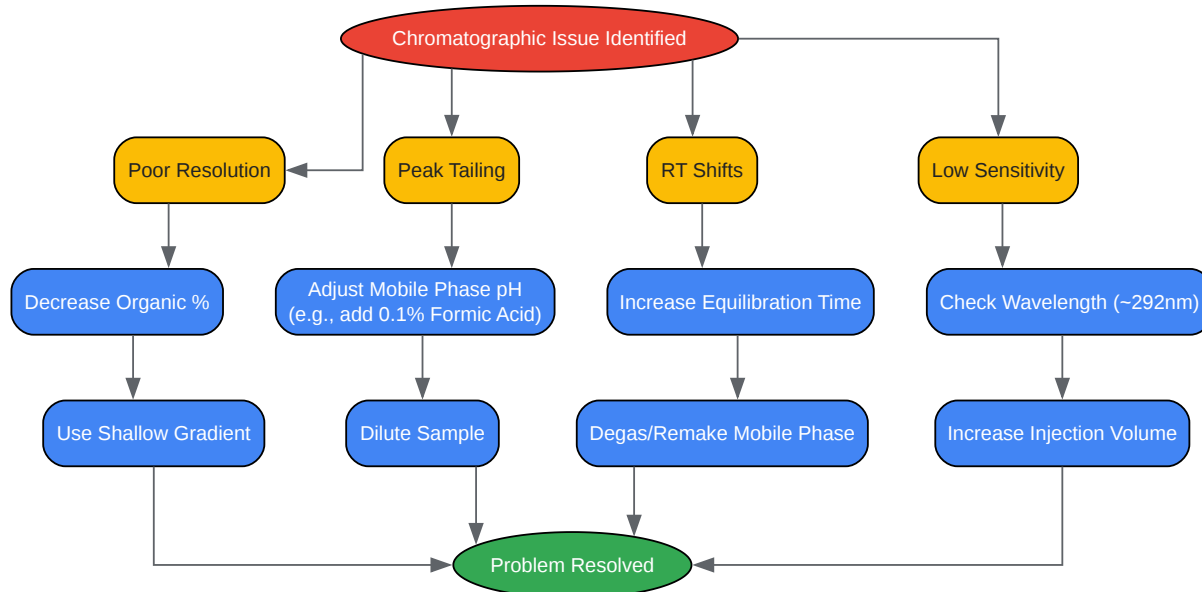 Chromatographic Issue Identified
Poor Resolution
Peak Tailing
RT Shifts
Low Sensitivity
Decrease Organic %
Adjust Mobile Phase pH
(e.g., add 0.1% Formic Acid)
Increase Equilibration Time
Check Wavelength (~292nm)
Use Shallow Gradient
Dilute Sample
Degas/Remake Mobile Phase
Increase Injection Volume
Problem Resolved